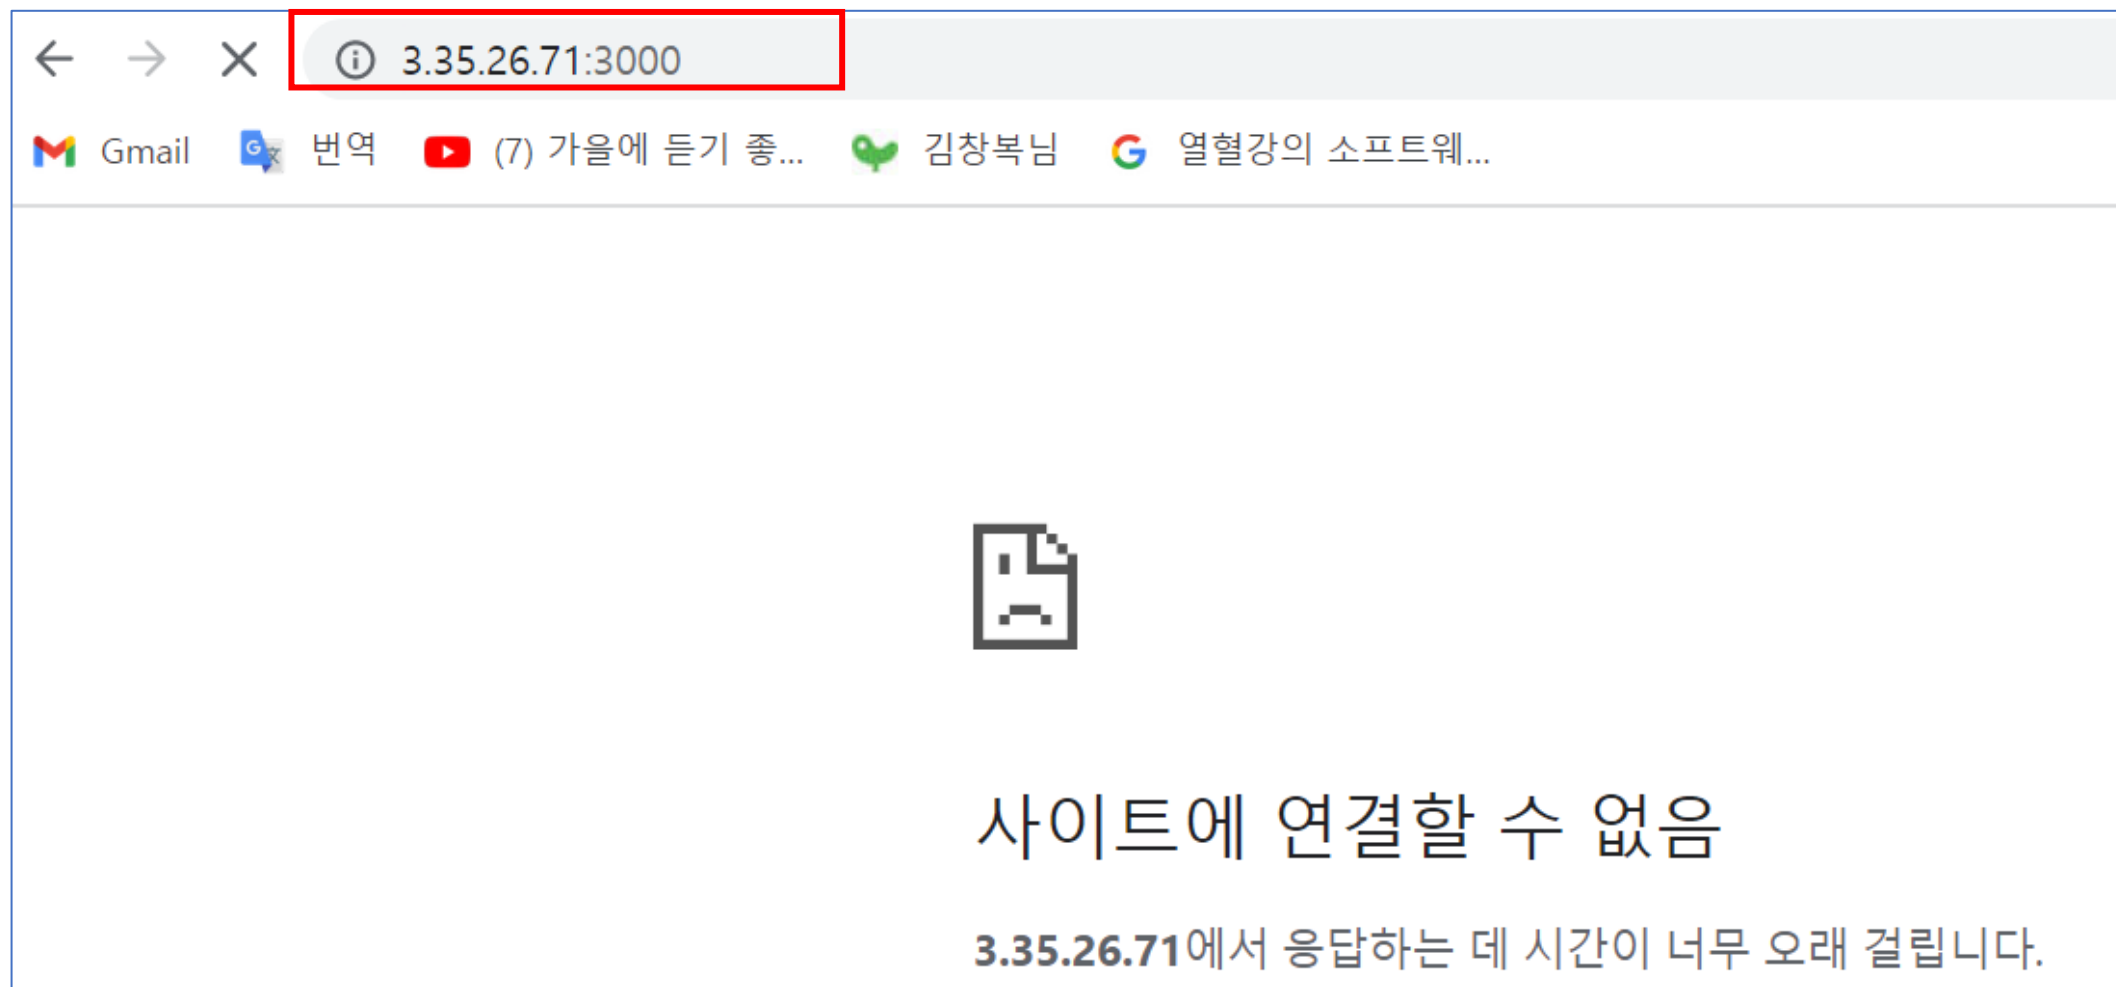 3.35.26.71:3000
Gmail 번역 (7) 가을에 듣기 좋... 김창복님 열혈강의 소프트웨...
사이트에 연결할 수 없음
3.35.26.71에서 응답하는 데 시간이 너무 오래 걸립니다.